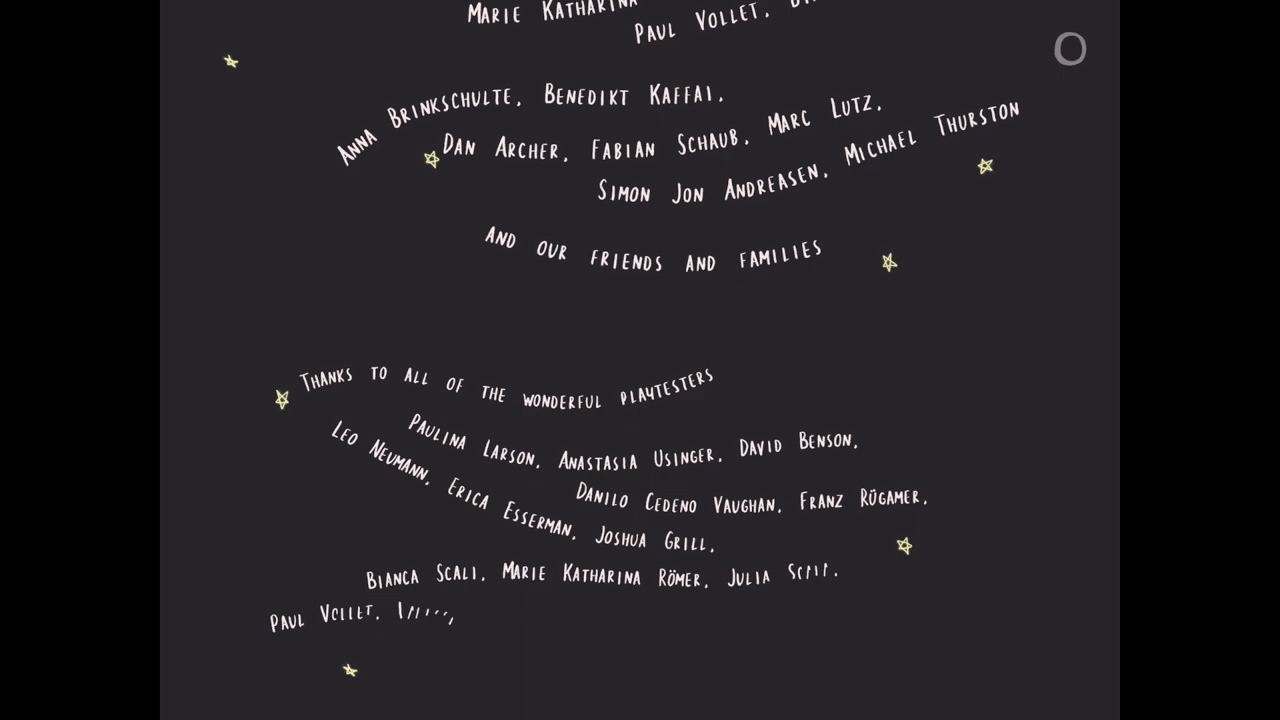 MARIE KATHARINA
PAUL VOLLET,
O
ANNA BRINKSCHULTE, BENEDIKT KAFFAI,
DAN ARCHER, FABIAN SCHAUB, MARC LUTZ,
SIMON JON ANDREASEN, MICHAEL THURSTON
AND OUR FRIENDS AND FAMILIES
THANKS TO ALL OF THE WONDERFUL PLAYTESTERS
PAULINA LARSON, ANASTASIA USINGER, DAVID BENSON,
LEO NEUMANN, ERICA ESSERMAN, JOSHUA GRILL,
DANILO CEDENO VAUGHAN, FRANZ RÜGAMER,
BIANCA SCALI, MARIE KATHARINA RÖMER, JULIA
PAUL VOLLET,